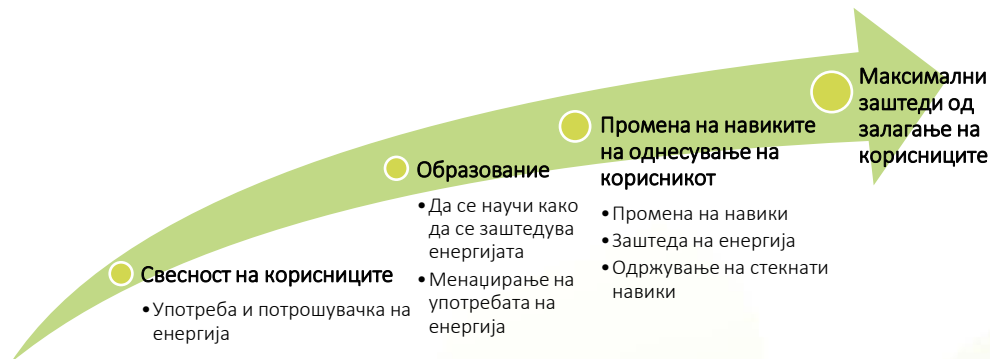 Свесност на корисниците
•Употреба и потрошувачка на
енергија
Образование
•Да се научи како
да се заштедува
енергијата
•Менаџирање на
употребата на
енергија
Промена на навиките
на однесување на
корисникот
•Промена на навики
•Заштеда на енергија
•Одржување на стекнати
навики
Максимални
заштеди од
залагање на
корисниците